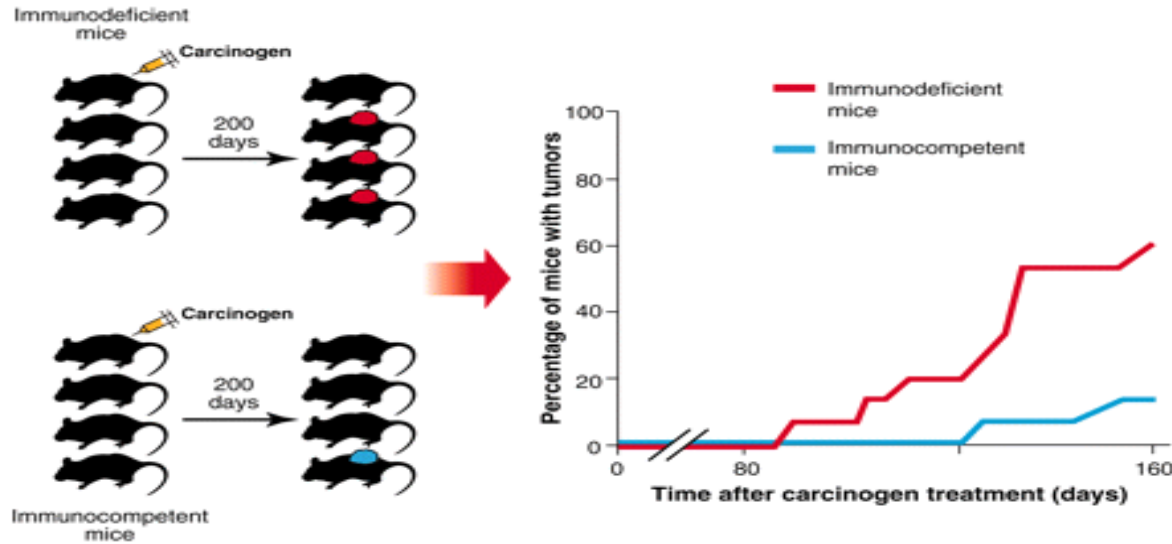 Immunodeficient
mice
Carcinogen
200
days
Carcinogen
200
days
Immunocompetent
mice
Immunodeficient
mice
Immunocompetent
mice
Percentage of mice with tumors
100
80
60
40
20
0
0
80
160
Time after carcinogen treatment (days)